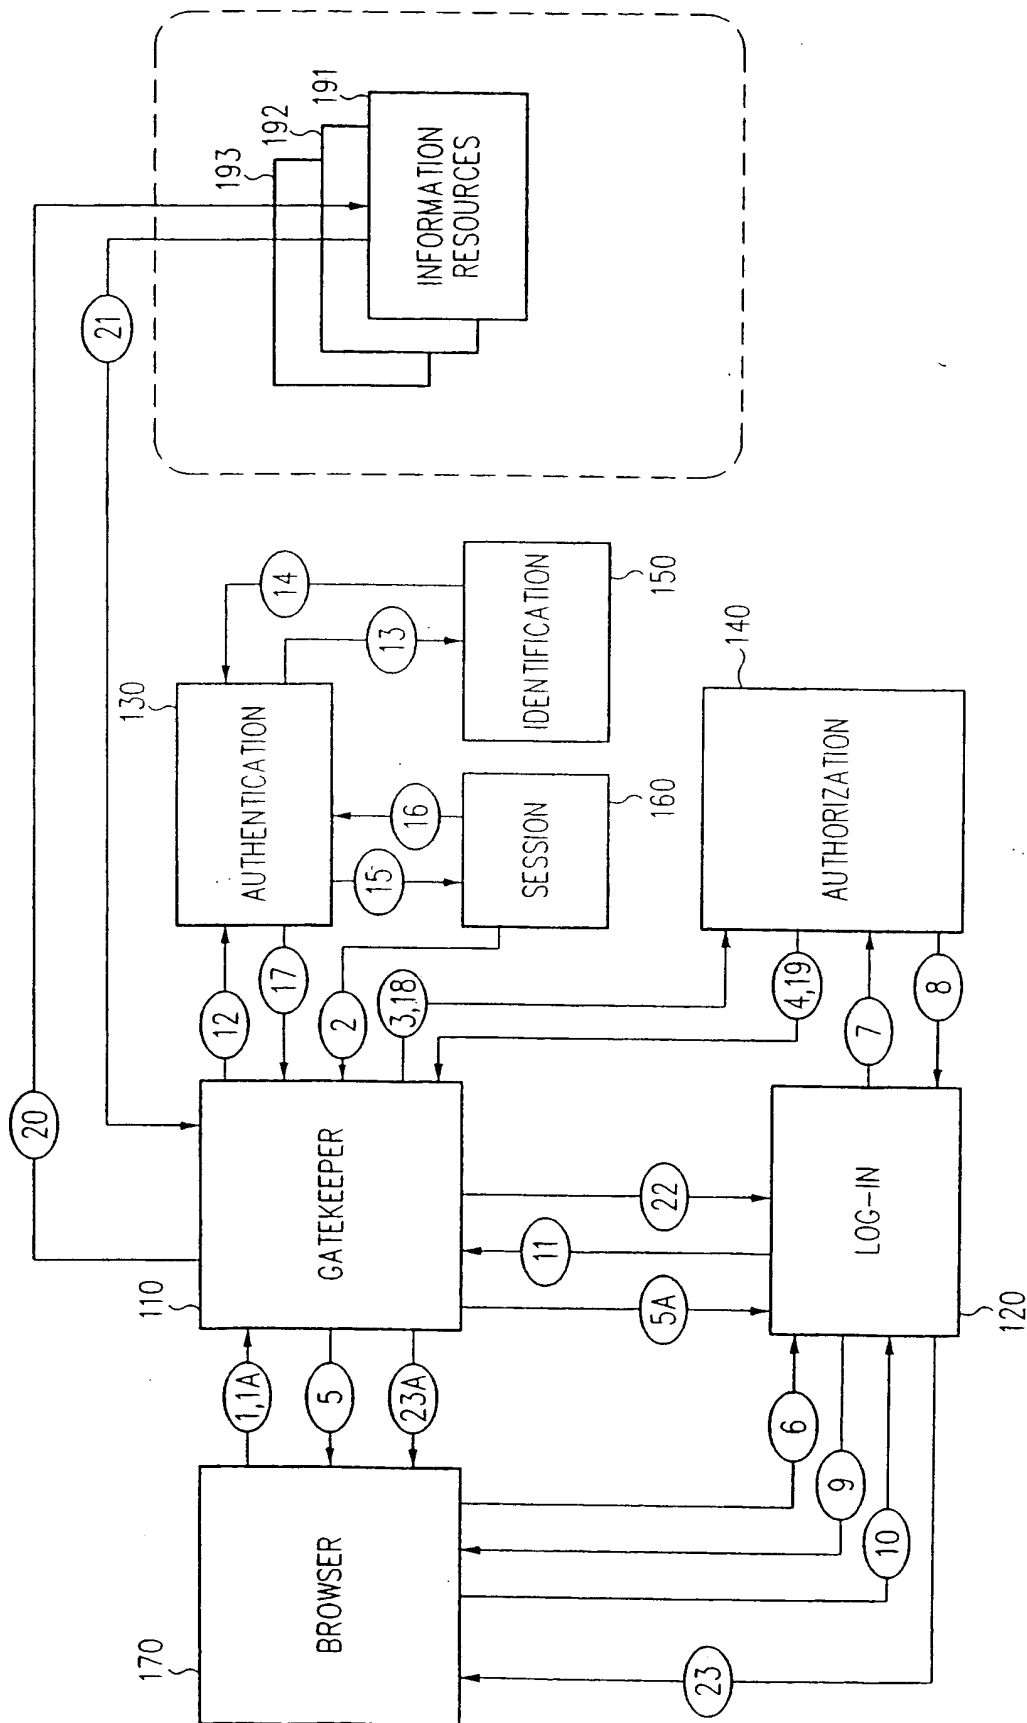 20
21
193
192
191
INFORMATION
RESOURCES
170
BROWSER
1,1A
5
23A
110
GATEKEEPER
12
17
2
3,18
130
AUTHENTICATION
14
13
15
16
SESSION
160
IDENTIFICATION
150
5A
11
22
4,19
140
AUTHORIZATION
7
8
LOG-IN
120
6
9
10
23